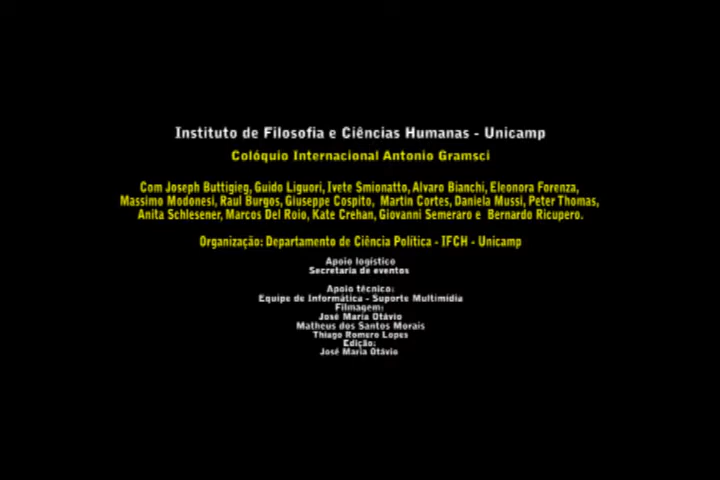 Instituto de Filosofia e Ciências Humanas - Unicamp
Colóquio Internacional Antonio Gramsci
Com Joseph Buttigieg, Guido Liguori, Ivete Smionatto, Alvaro Bianchi, Eleonora Forenza,
Massimo Modonesi, Raul Burgos, Giuseppe Cospito, Martin Cortes, Daniela Mussi, Peter Thomas,
Anita Schlesener, Marcos Del Roio, Kate Crehan, Giovanni Semeraro e Bernardo Ricupero.
Organização: Departamento de Ciência Política - IFCH - Unicamp
Apoio logístico
Secretaria de eventos
Apoio técnico:
Equipe de Informática - Suporte Multimídia
Filmagem:
José Maria Otávio
Matheus dos Santos Morais
Thiago Romero Lopes
Edição:
José Maria Otávio